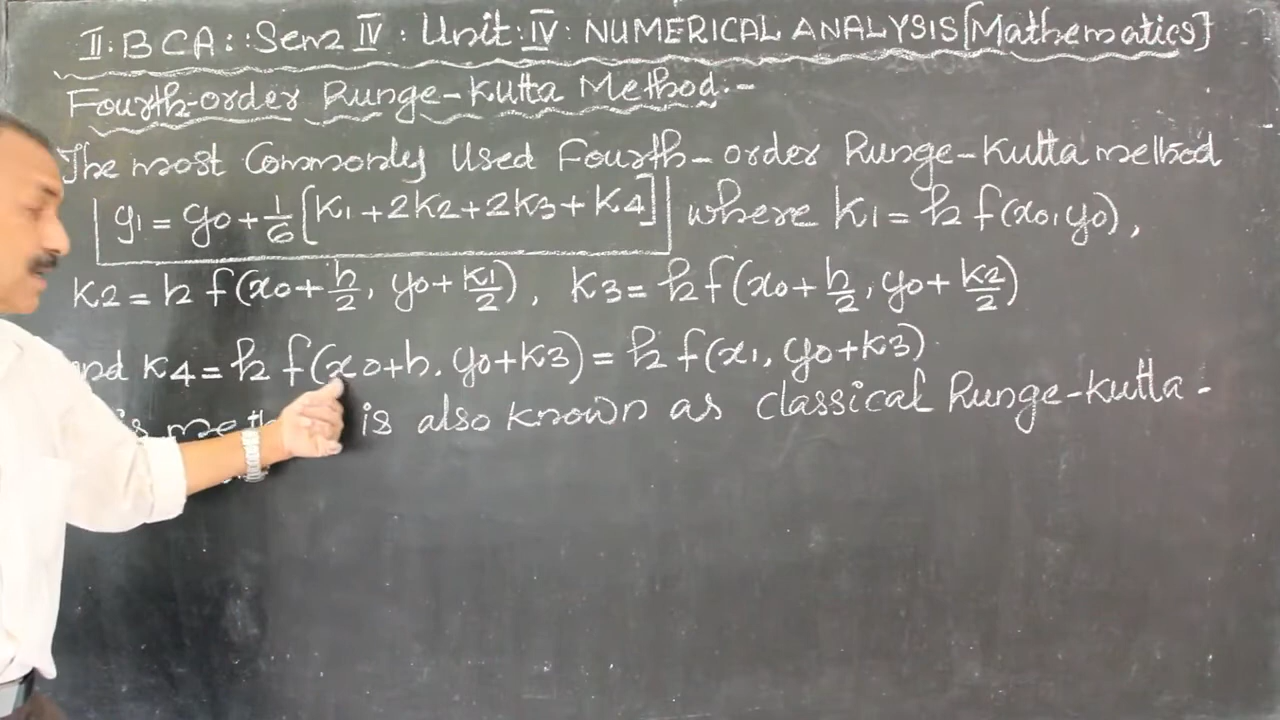 II: BCA:: Sem IV: Unit: IV: NUMERICAL ANALYSIS [Mathematics]
Fourth-order Runge-Kutta Method:-
The most Commonly Used Fourth-order Runge-Kutta method
y1 = y0 + 1/6 [K1 + 2K2 + 2K3 + K4] where K1 = h f(x0, y0),
K2 = h f(x0 + h/2, y0 + K1/2), K3 = h f(x0 + h/2, y0 + K2/2)
and K4 = h f(x0+h, y0+K3) = h f(x1, y0+K3).
is also known as classical Runge-Kutta-